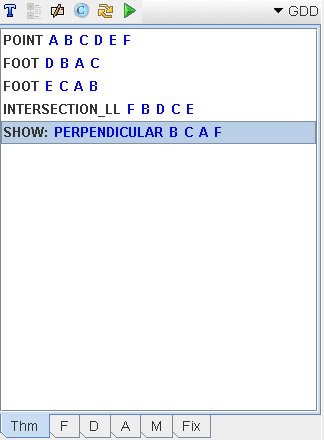 GDD
POINT A B C D E F
FOOT D B A C
FOOT E C A B
INTERSECTION_LL F B D C E
SHOW: PERPENDICULAR B C A F
Thm F D A M Fix